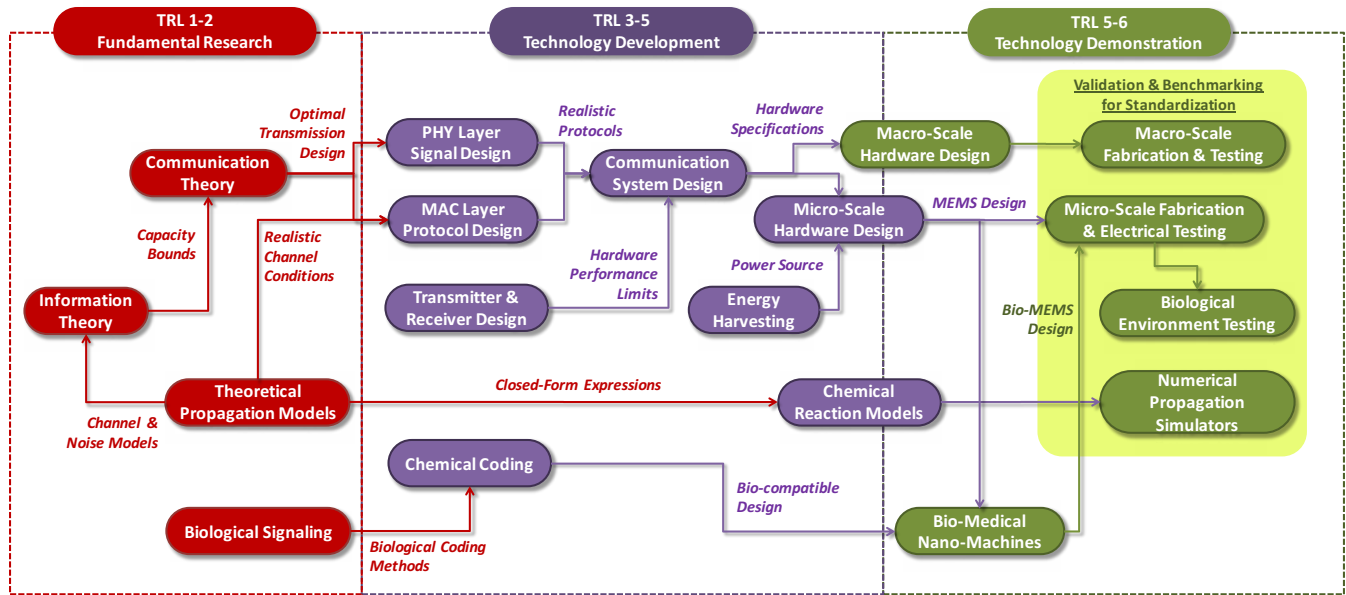 TRL 1-2
Fundamental Research
TRL 3-5
Technology Development
TRL 5-6
Technology Demonstration
Validation & Benchmarking
for Standardization
Optimal
Transmission
Design
PHY Layer
Signal Design
Realistic
Protocols
Hardware
Specifications
Macro-Scale
Hardware Design
Macro-Scale
Fabrication & Testing
Communication
Theory
Communication
System Design
MAC Layer
Protocol Design
Micro-Scale
Hardware Design
MEMS Design
Micro-Scale Fabrication
& Electrical Testing
Capacity
Bounds
Realistic
Channel
Conditions
Hardware
Performance
Limits
Power Source
Information
Theory
Transmitter &
Receiver Design
Energy
Harvesting
Bio-MEMS
Design
Biological
Environment Testing
Theoretical
Propagation Models
Closed-Form Expressions
Chemical
Reaction Models
Numerical
Propagation
Simulators
Channel &
Noise Models
Chemical Coding
Bio-compatible
Design
Biological Signaling
Biological Coding
Methods
Bio-Medical
Nano-Machines